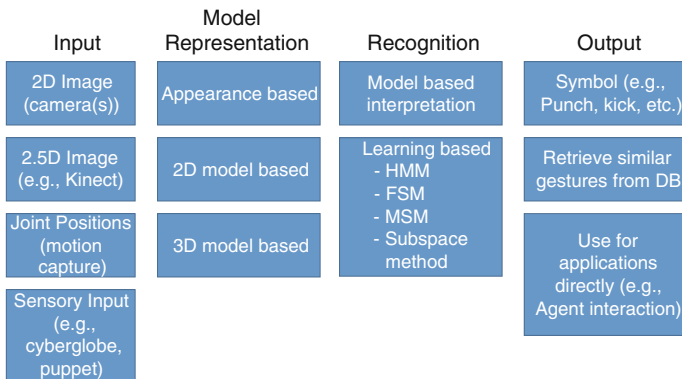 Input
2D Image
(camera(s))
2.5D Image
(e.g., Kinect)
Joint Positions
(motion
capture)
Sensory Input
(e.g.,
cyberglobe,
puppet)
Model
Representation
Appearance based
2D model based
3D model based
Recognition
Model based
interpretation
Learning based
- HMM
- FSM
- MSM
- Subspace
method
Output
Symbol (e.g.,
Punch, kick, etc.)
Retrieve similar
gestures from DB
Use for
applications
directly (e.g.,
Agent interaction)